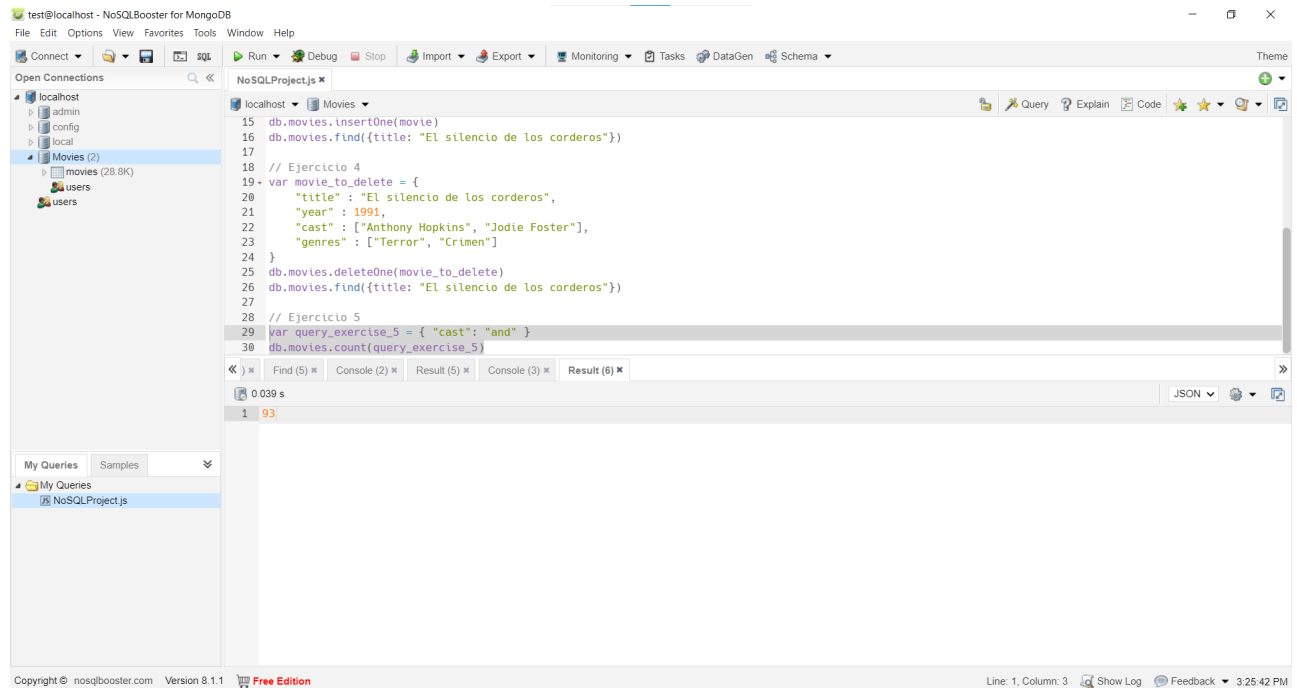 test@localhost - NoSQLBooster for MongoDB
File Edit Options View Favorites Tools Window Help
Connect SQL Run Debug Stop Import Export Monitoring Tasks DataGen Schema Theme
Open Connections
NoSQLProject.js
localhost
admin
config
local
Movies (2)
movies (28.8K)
users
users
localhost Movies Query Explain Code
15 db.movies.insertOne(movie)
16 db.movies.find({title: "El silencio de los corderos"})
17
18 // Ejercicio 4
19 var movie_to_delete = {
20 "title" : "El silencio de los corderos",
21 "year" : 1991,
22 "cast" : ["Anthony Hopkins", "Jodie Foster"],
23 "genres" : ["Terror", "Crimen"]
24 }
25 db.movies.deleteOne(movie_to_delete)
26 db.movies.find({title: "El silencio de los corderos"})
27
28 // Ejercicio 5
29 var query_exercise_5 = { "cast": "and" }
30 db.movies.count(query_exercise_5)
) Find (5) Console (2) Result (5) Console (3) Result (6)
0.039 s JSON
1 93
My Queries Samples
My Queries
NoSQLProject.js
Copyright © nosqlbooster.com Version 8.1.1 Free Edition Line: 1, Column: 3 Show Log Feedback 3:25:42 PM